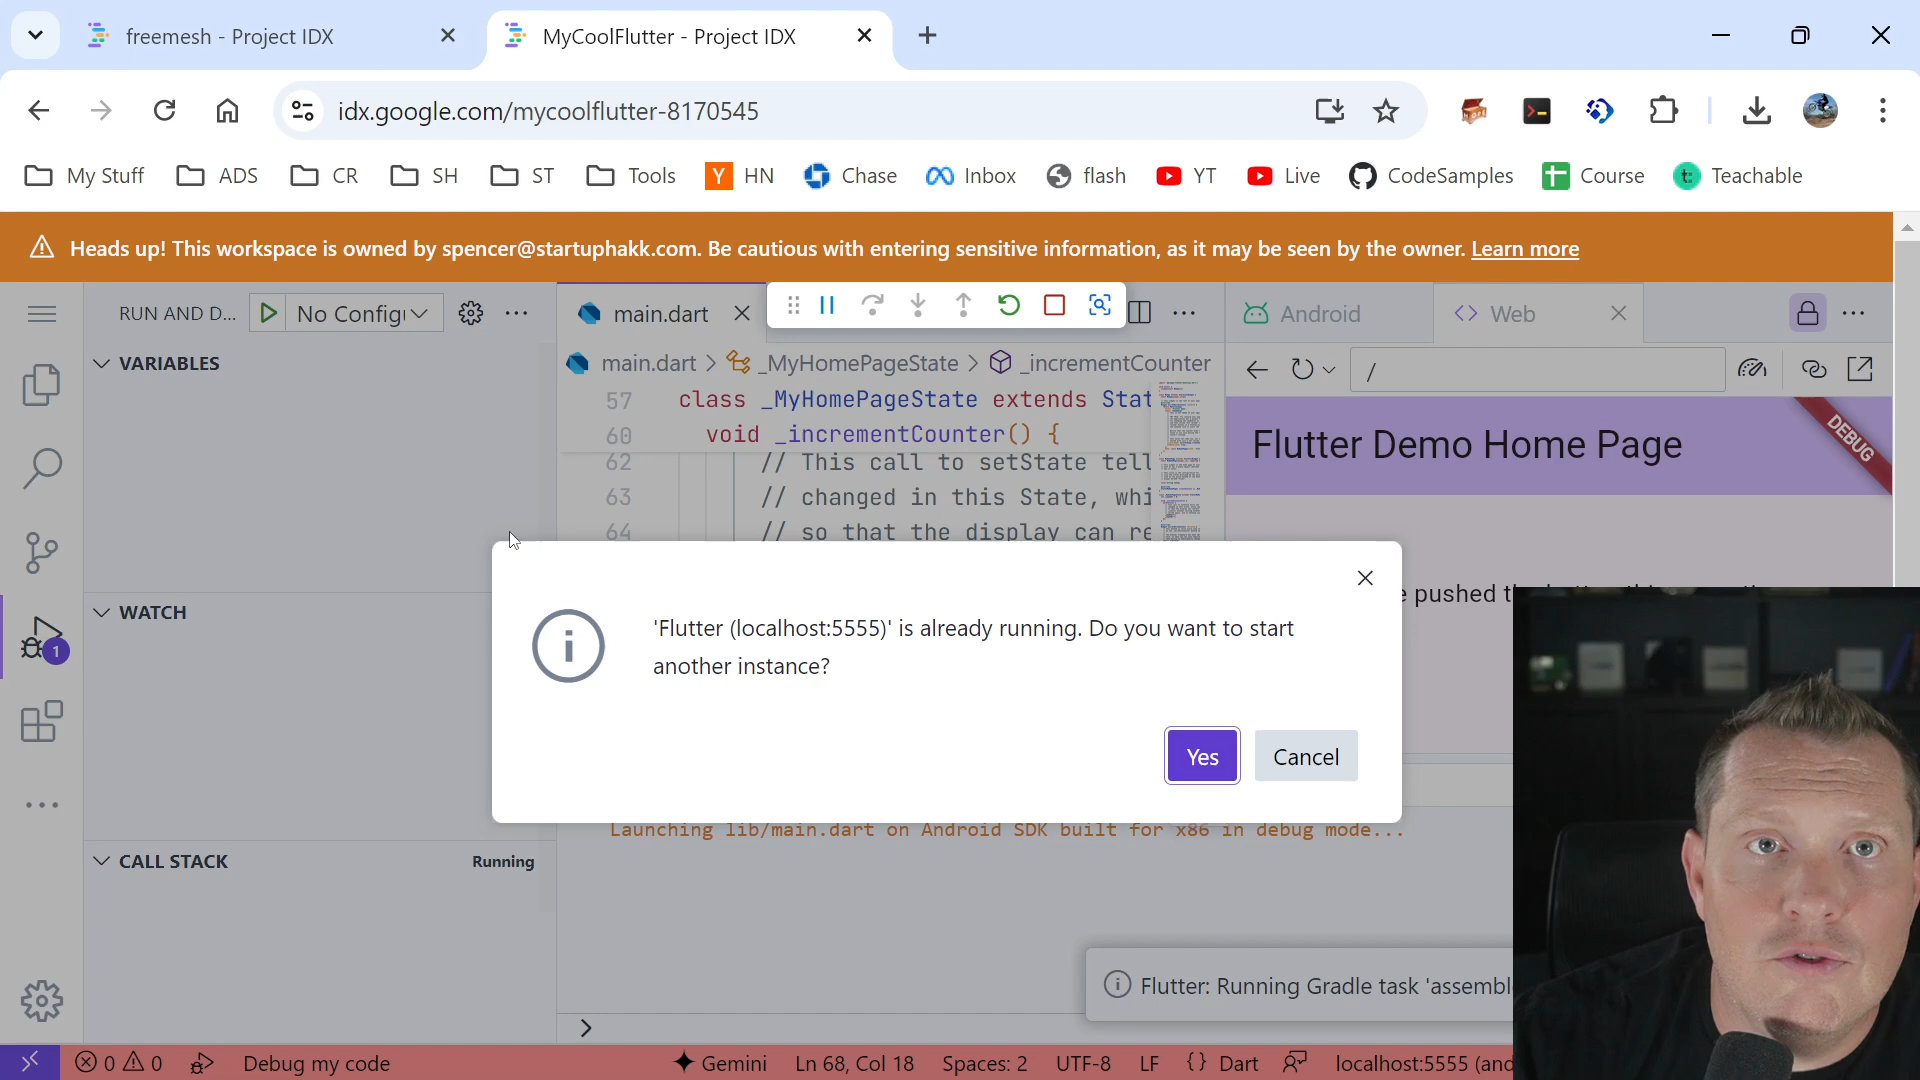 freemesh - Project IDX
MyCoolFlutter - Project IDX
idx.google.com/mycoolflutter-8170545
My Stuff
ADS
CR
SH
ST
Tools
Y HN
Chase
Inbox
flash
YT
Live
CodeSamples
Course
t: Teachable
Heads up! This workspace is owned by spencer@startuphakk.com. Be cautious with entering sensitive information, as it may be seen by the owner. Learn more
RUN AND D...
No Config
main.dart
Android
Web
VARIABLES
main.dart > _MyHomePageState > _incrementCounter
/
57 class _MyHomePageState extends Stat
60 void _incrementCounter() {
62 // This call to setState tell
63 // changed in this State, whi
64 // so that the display can re
Flutter Demo Home Page
DEBUG
e pushed t
'Flutter (localhost:5555)' is already running. Do you want to start
another instance?
Yes
Cancel
WATCH
1
Launching lib/main.dart on Android SDK built for x86 in debug mode...
CALL STACK
Running
Flutter: Running Gradle task 'assembl
0 0 Debug my code
Gemini
Ln 68, Col 18
Spaces: 2
UTF-8
LF
{} Dart
localhost:5555 (and